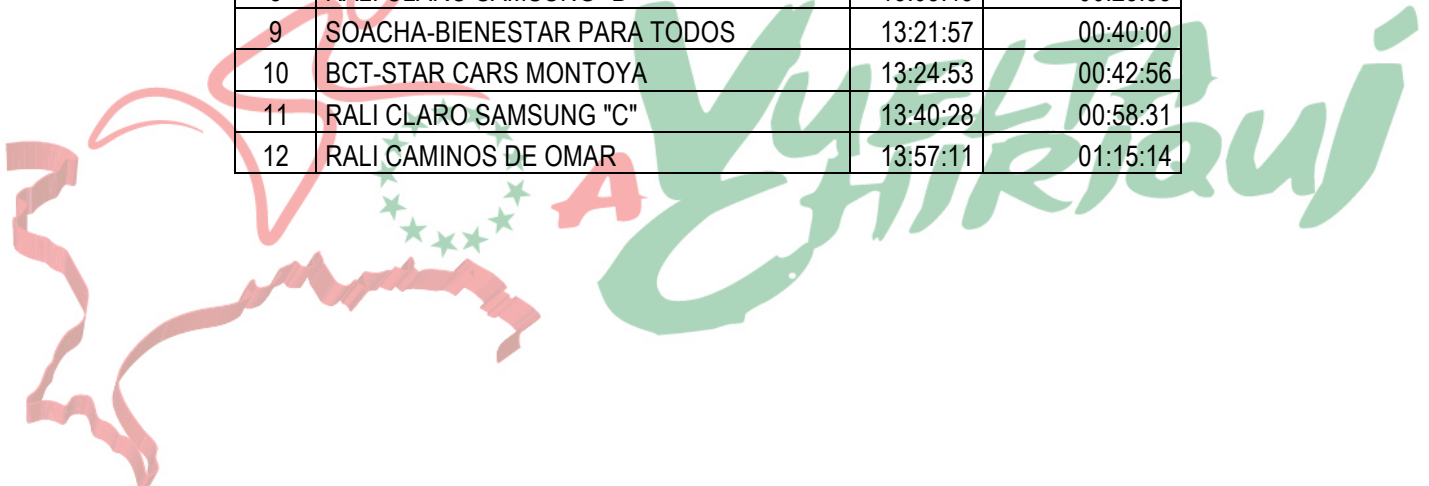 9 SOACHA-BIENESTAR PARA TODOS 13:21:57 00:40:00
10 BCT-STAR CARS MONTOYA 13:24:53 00:42:56
11 RALI CLARO SAMSUNG "C" 13:40:28 00:58:31
12 RALI CAMINOS DE OMAR 13:57:11 01:15:14
VUELTA
A CHIRIQUÍ